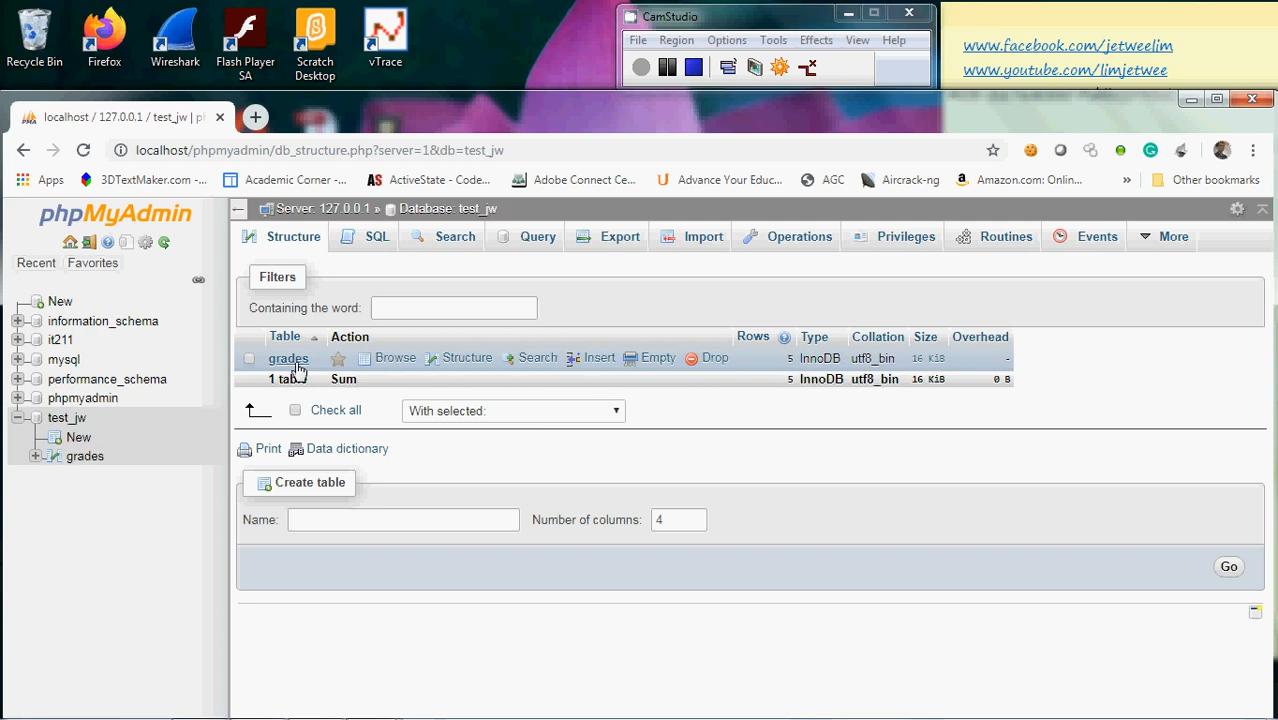 CamStudio
File Region Options Tools Effects View Help
www.facebook.com/jetweelim
www.youtube.com/limjetwee
Recycle Bin
Firefox
Wireshark
Flash Player SA
Scratch Desktop
vTrace
localhost / 127.0.0.1 / test_jw | p
localhost/phpmyadmin/db_structure.php?server=1&db=test_jw
Apps 3DTextMaker.com -... Academic Corner -... AS ActiveState - Code... Adobe Connect Ce... Advance Your Educ... AGC Aircrack-ng Amazon.com: Onlin... » Other bookmarks
phpMyAdmin
Recent Favorites
New
information_schema
it211
mysql
performance_schema
phpmyadmin
test_jw
New
grades
Server: 127.0.0.1 » Database: test_jw
Structure SQL Search Query Export Import Operations Privileges Routines Events More
Filters
Containing the word:
Table Action Rows Type Collation Size Overhead
grades Browse Structure Search Insert Empty Drop 5 InnoDB utf8_bin 16 KiB -
1 Sum 5 InnoDB utf8_bin 16 KiB 0 B
Check all With selected:
Print Data dictionary
Create table
Name: Number of columns: 4
Go